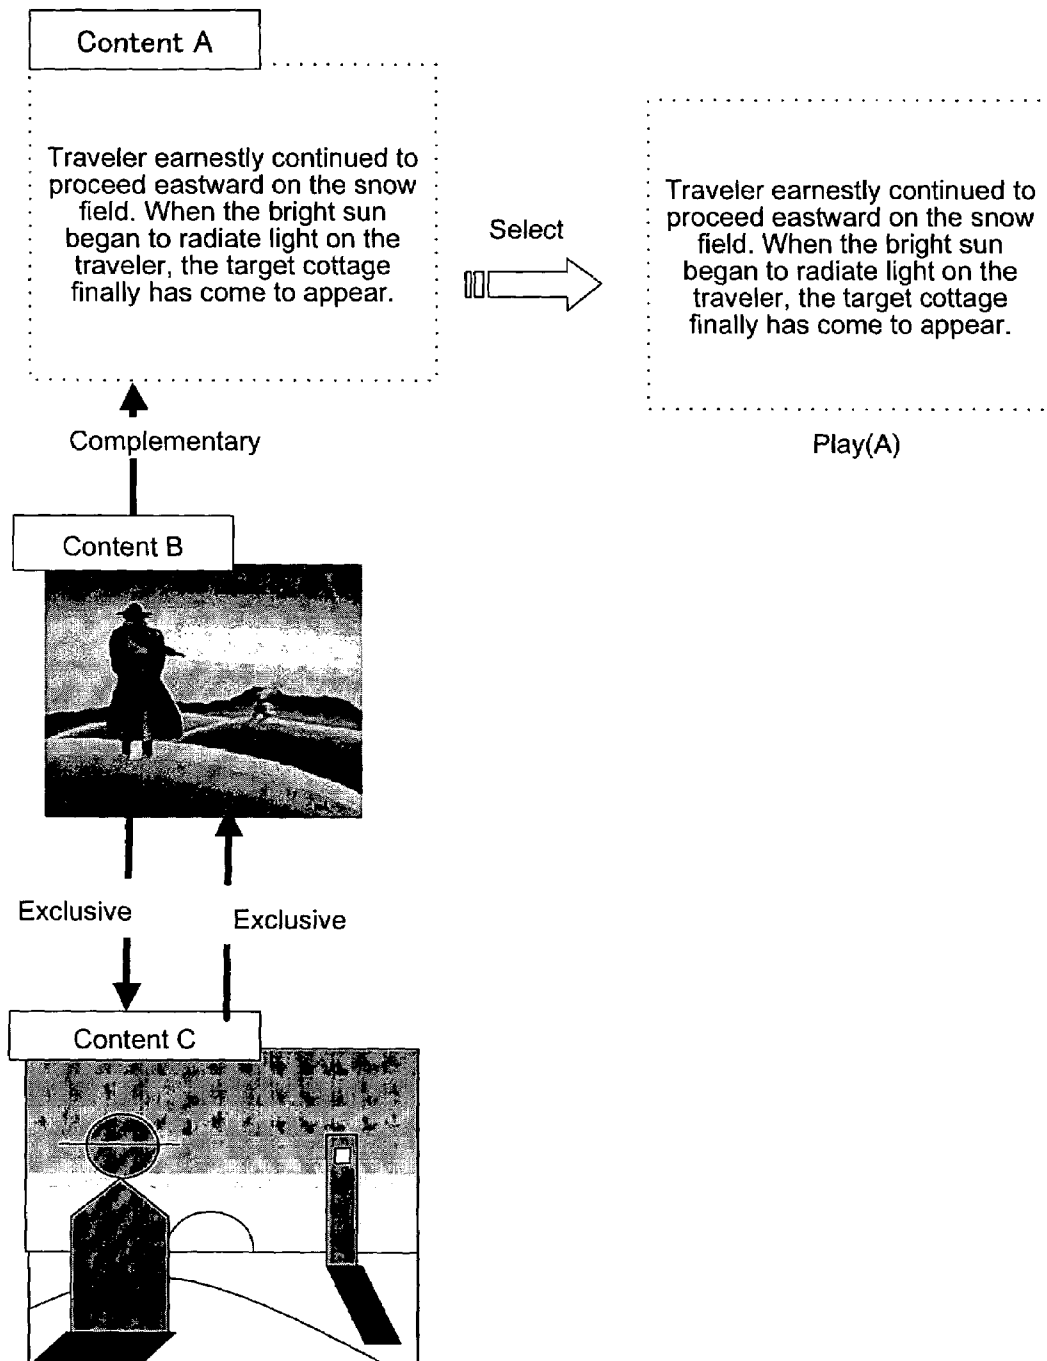 Content A
Traveler earnestly continued to
proceed eastward on the snow
field. When the bright sun
began to radiate light on the
traveler, the target cottage
finally has come to appear.
Select
Traveler earnestly continued to
proceed eastward on the snow
field. When the bright sun
began to radiate light on the
traveler, the target cottage
finally has come to appear.
Play(A)
Complementary
Content B
Exclusive
Exclusive
Content C